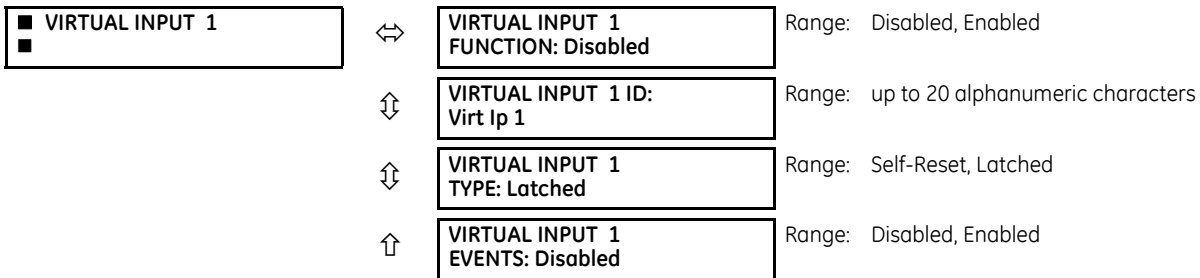 ■ VIRTUAL INPUT 1
■
VIRTUAL INPUT 1
FUNCTION: Disabled
Range: Disabled, Enabled
VIRTUAL INPUT 1 ID:
Virt Ip 1
Range: up to 20 alphanumeric characters
VIRTUAL INPUT 1
TYPE: Latched
Range: Self-Reset, Latched
VIRTUAL INPUT 1
EVENTS: Disabled
Range: Disabled, Enabled